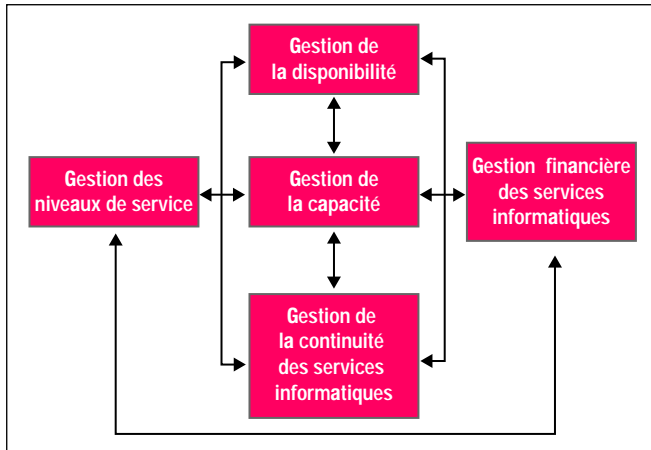 Gestion de
la disponibilité
Gestion des
niveaux de service
Gestion de
la capacité
Gestion financière
des services
informatiques
Gestion de
la continuité
des services
informatiques